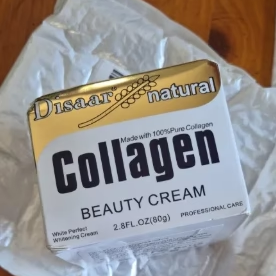 Disaar natural
Made with 100%Pure Collagen
Collagen
BEAUTY CREAM
White Perfect
Whitening Cream
2.8FL.OZ(80g)
PROFESSIONAL CARE